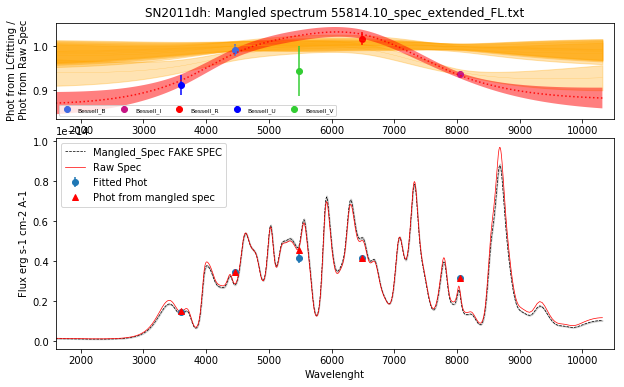 SN2011dh: Mangled spectrum 55814.10_spec_extended_FL.txt
Phot from LCfitting /
Phot from Raw Spec
1.0
0.9
Bessell_B Bessell_I Bessell_R Bessell_U Bessell_V
2000 3000 4000 5000 6000 7000 8000 9000 10000
1e−14
Flux erg s-1 cm-2 A-1
1.0
0.8
0.6
0.4
0.2
0.0
Mangled_Spec FAKE SPEC
Raw Spec
Fitted Phot
Phot from mangled spec
2000 3000 4000 5000 6000 7000 8000 9000 10000
Wavelenght